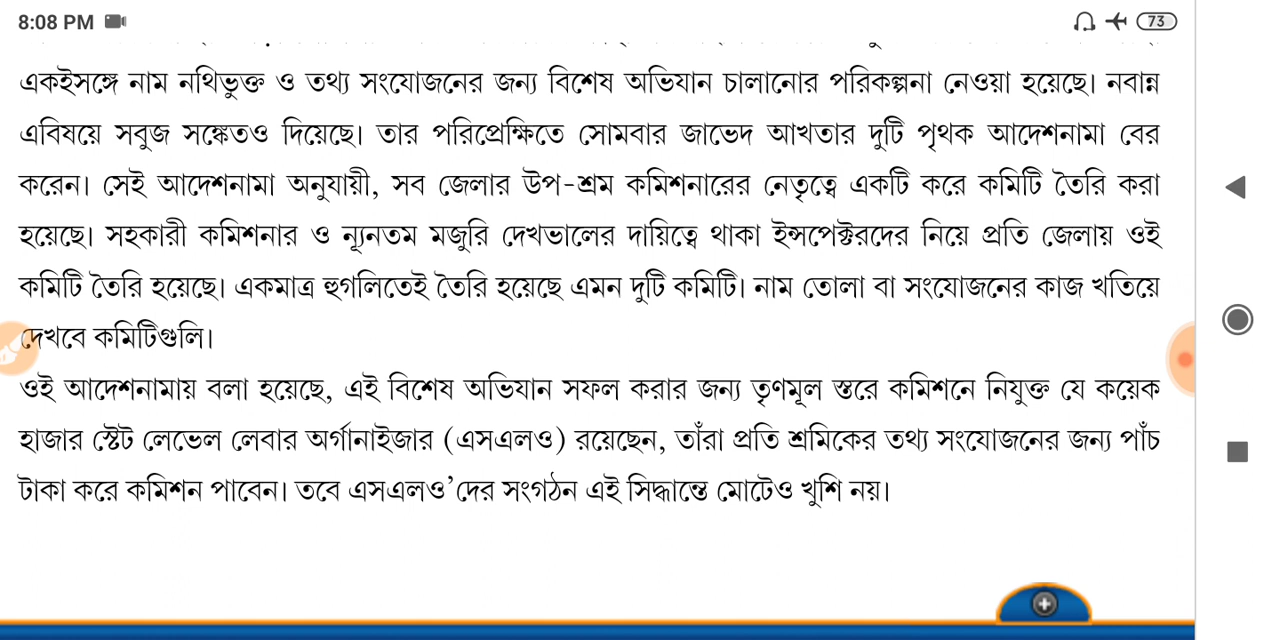 8:08 PM
73
একইসঙ্গে নাম নথিভুক্ত ও তথ্য সংযোজনের জন্য বিশেষ অভিযান চালানোর পরিকল্পনা নেওয়া হয়েছে। নবান্ন
এবিষয়ে সবুজ সঙ্কেতও দিয়েছে। তার পরিপ্রেক্ষিতে সোমবার জাভেদ আখতার দুটি পৃথক আদেশনামা বের
করেন। সেই আদেশনামা অনুযায়ী, সব জেলার উপ-শ্রম কমিশনারের নেতৃত্বে একটি করে কমিটি তৈরি করা
হয়েছে। সহকারী কমিশনার ও ন্যূনতম মজুরি দেখভালের দায়িত্বে থাকা ইন্সপেক্টরদের নিয়ে প্রতি জেলায় ওই
কমিটি তৈরি হয়েছে। একমাত্র হুগলিতেই তৈরি হয়েছে এমন দুটি কমিটি। নাম তোলা বা সংযোজনের কাজ খতিয়ে
দেখবে কমিটিগুলি।
ওই আদেশনামায় বলা হয়েছে, এই বিশেষ অভিযান সফল করার জন্য তৃণমূল স্তরে কমিশনে নিযুক্ত যে কয়েক
হাজার স্টেট লেভেল লেবার অর্গানাইজার (এসএলও) রয়েছেন, তাঁরা প্রতি শ্রমিকের তথ্য সংযোজনের জন্য পাঁচ
টাকা করে কমিশন পাবেন। তবে এসএলও’দের সংগঠন এই সিদ্ধান্তে মোটেও খুশি নয়।